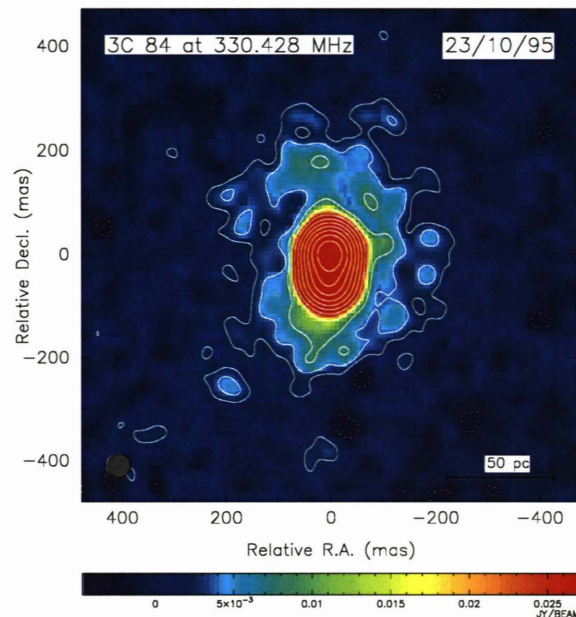 3C 84 at 330.428 MHz
23/10/95
Relative Decl. (mas)
400
200
0
−200
−400
50 pc
400 200 0 −200 −400
Relative R.A. (mas)
0 5×10⁻³ 0.01 0.015 0.02 0.025
JY/BEAM